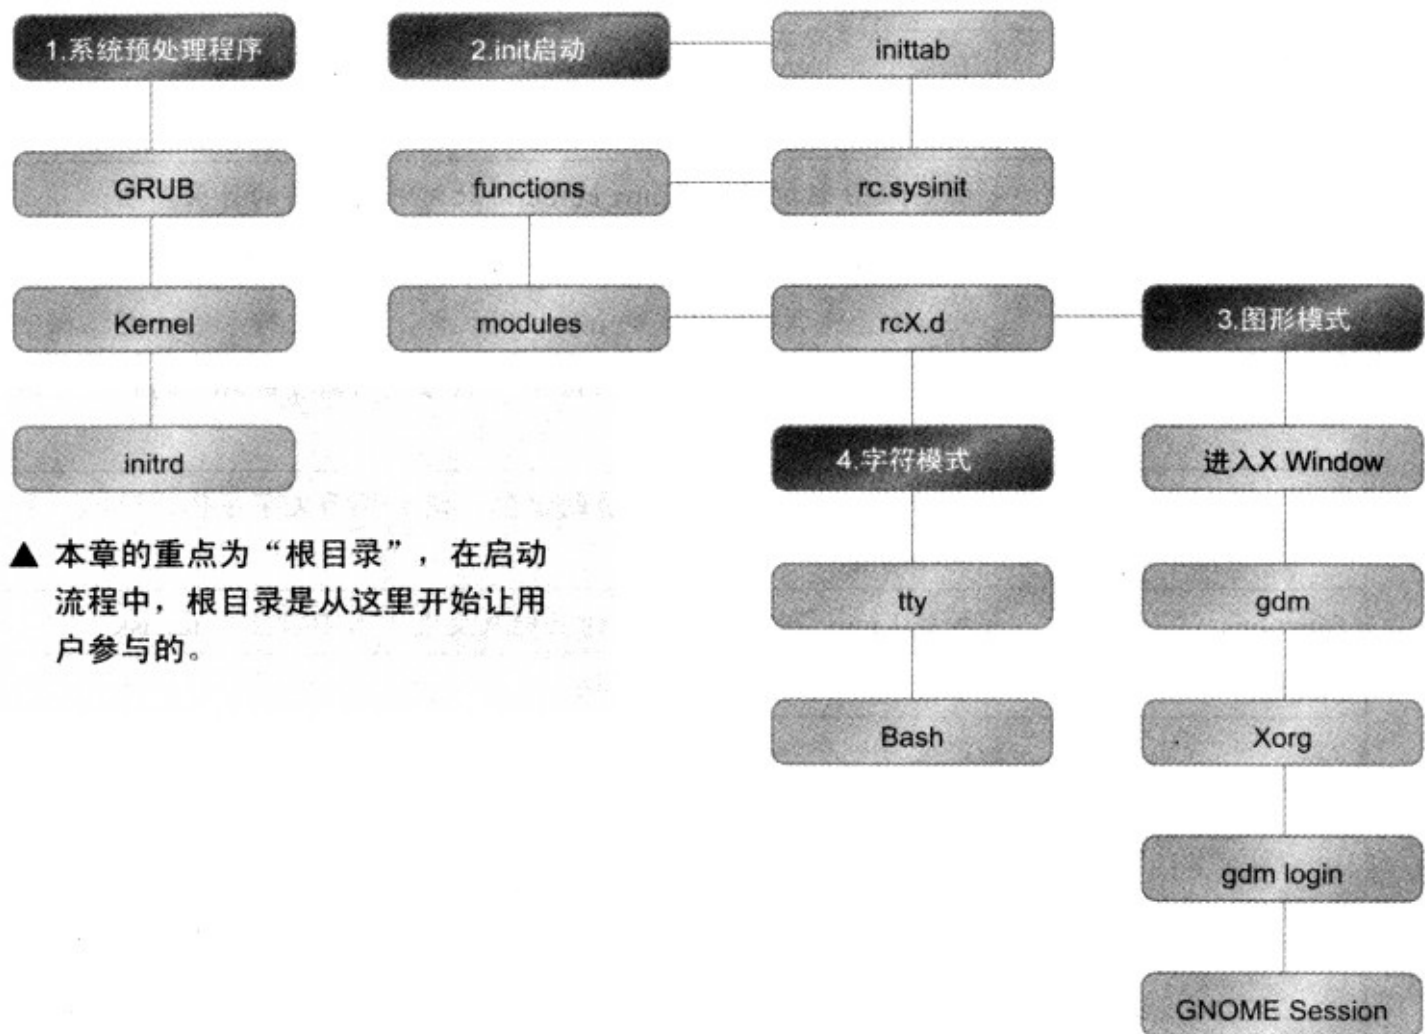 1.系统预处理程序
GRUB
Kernel
initrd
2.init启动
inittab
functions
rc.sysinit
modules
rcX.d
3.图形模式
4.字符模式
进入X Window
tty
gdm
Bash
Xorg
gdm login
GNOME Session
▲ 本章的重点为“根目录”，在启动
流程中，根目录是从这里开始让用
户参与的。